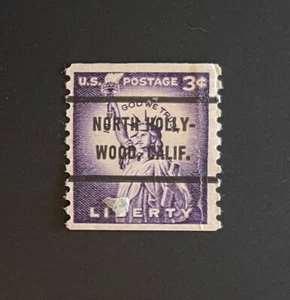 U.S. POSTAGE 3¢
GOD WE TRUST
NORTH HOLLY-
WOOD, CALIF.
LIBERTY